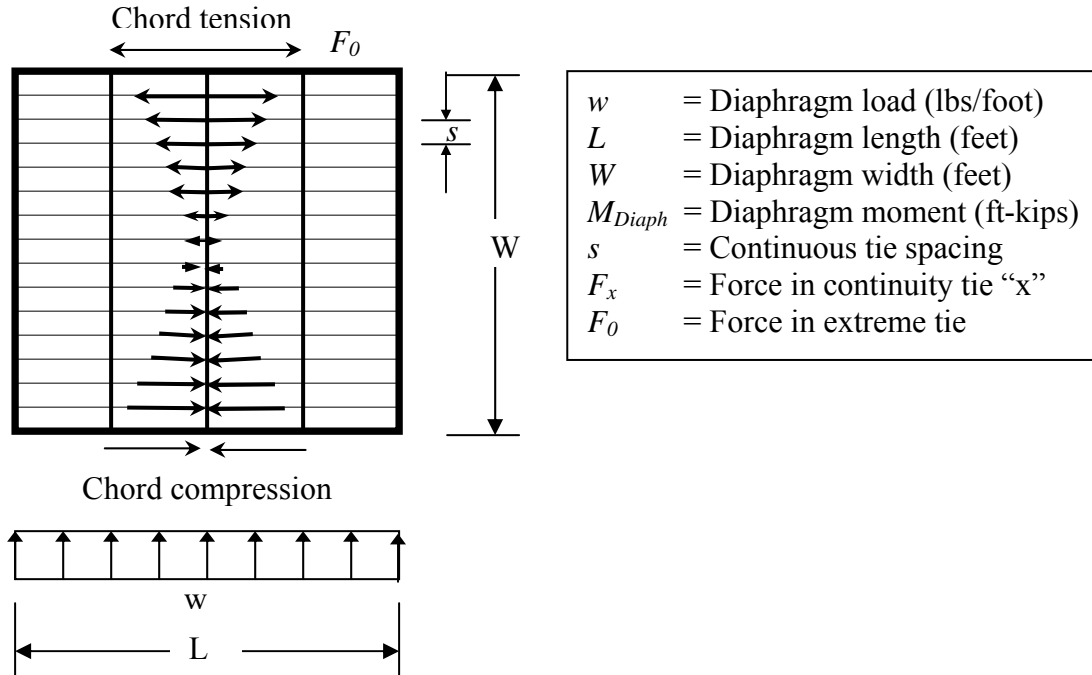 Chord tension
F₀
s
W
Chord compression
w
L
w = Diaphragm load (lbs/foot)
L = Diaphragm length (feet)
W = Diaphragm width (feet)
M_Diaph = Diaphragm moment (ft-kips)
s = Continuous tie spacing
Fₓ = Force in continuity tie “x”
F₀ = Force in extreme tie